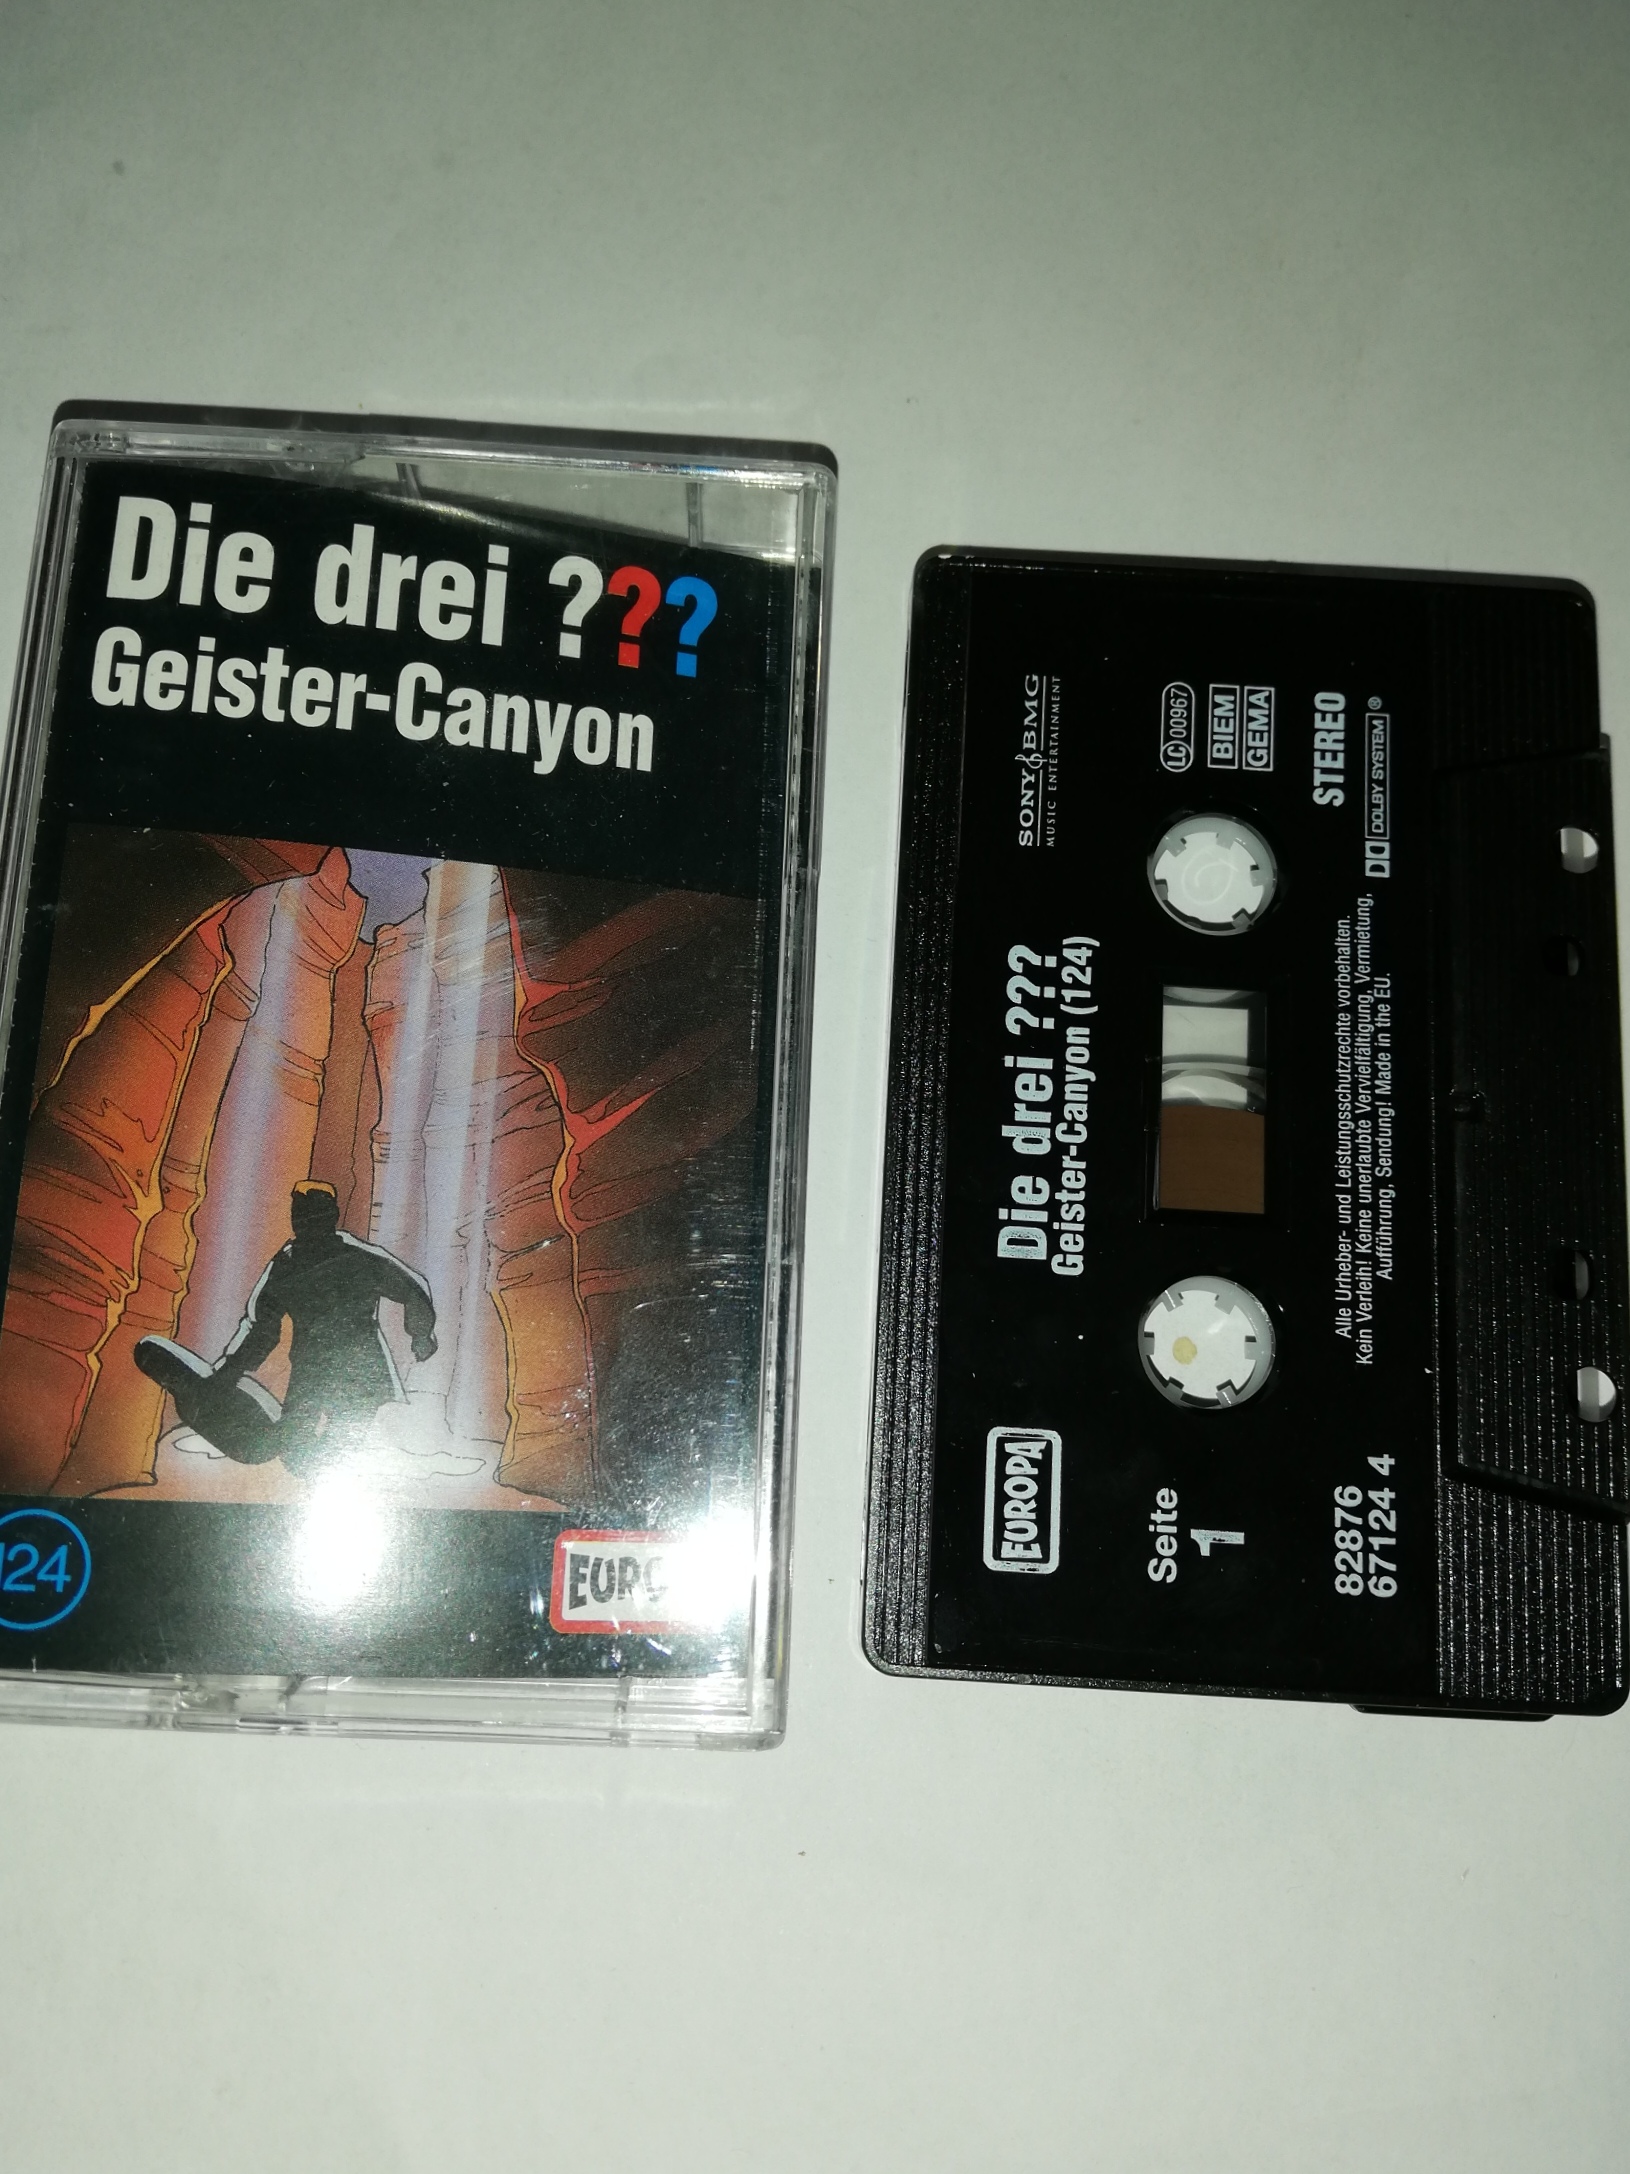 Die drei ???
Geister-Canyon
124
SONY BMG
MUSIC ENTERTAINMENT
LC 00967
BIEM
GEMA
STEREO
DOLBY SYSTEM®
Die drei ???
Geister-Canyon (124)
Alle Urheber- und Leistungsschutzrechte vorbehalten.
Kein Verleih! Keine unerlaubte Vervielfältigung, Vermietung,
Aufführung, Sendung! Made in the EU.
EUROPA
Seite
1
82876
67124 4